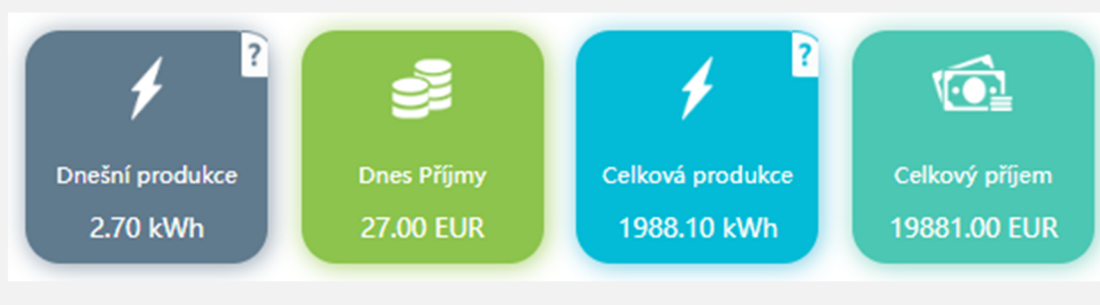 ?
?
Dnešní produkce
Dnes Příjmy
Celková produkce
Celkový příjem
2.70 kWh
27.00 EUR
1988.10 kWh
19881.00 EUR